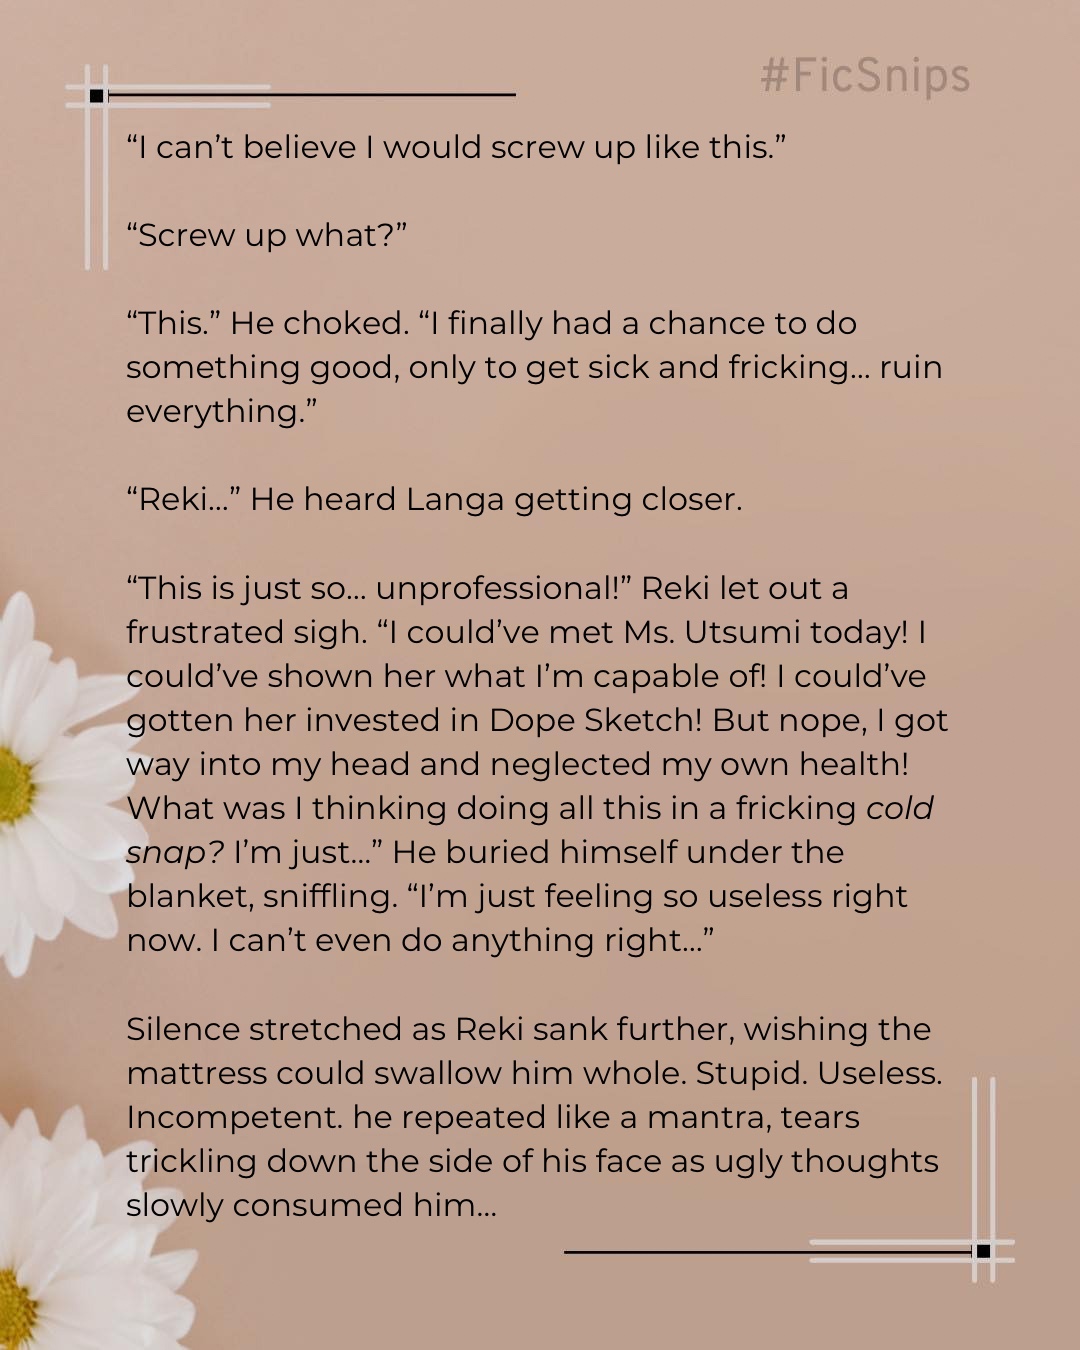 #FicSnips
“I can’t believe I would screw up like this.”
“Screw up what?”
“This.” He choked. “I finally had a chance to do
something good, only to get sick and fricking... ruin
everything.”
“Reki...” He heard Langa getting closer.
“This is just so... unprofessional!” Reki let out a
frustrated sigh. “I could’ve met Ms. Utsumi today! I
could’ve shown her what I’m capable of! I could’ve
gotten her invested in Dope Sketch! But nope, I got
way into my head and neglected my own health!
What was I thinking doing all this in a fricking cold
snap? I’m just...” He buried himself under the
blanket, sniffling. “I’m just feeling so useless right
now. I can’t even do anything right...”
Silence stretched as Reki sank further, wishing the
mattress could swallow him whole. Stupid. Useless.
Incompetent. he repeated like a mantra, tears
trickling down the side of his face as ugly thoughts
slowly consumed him...